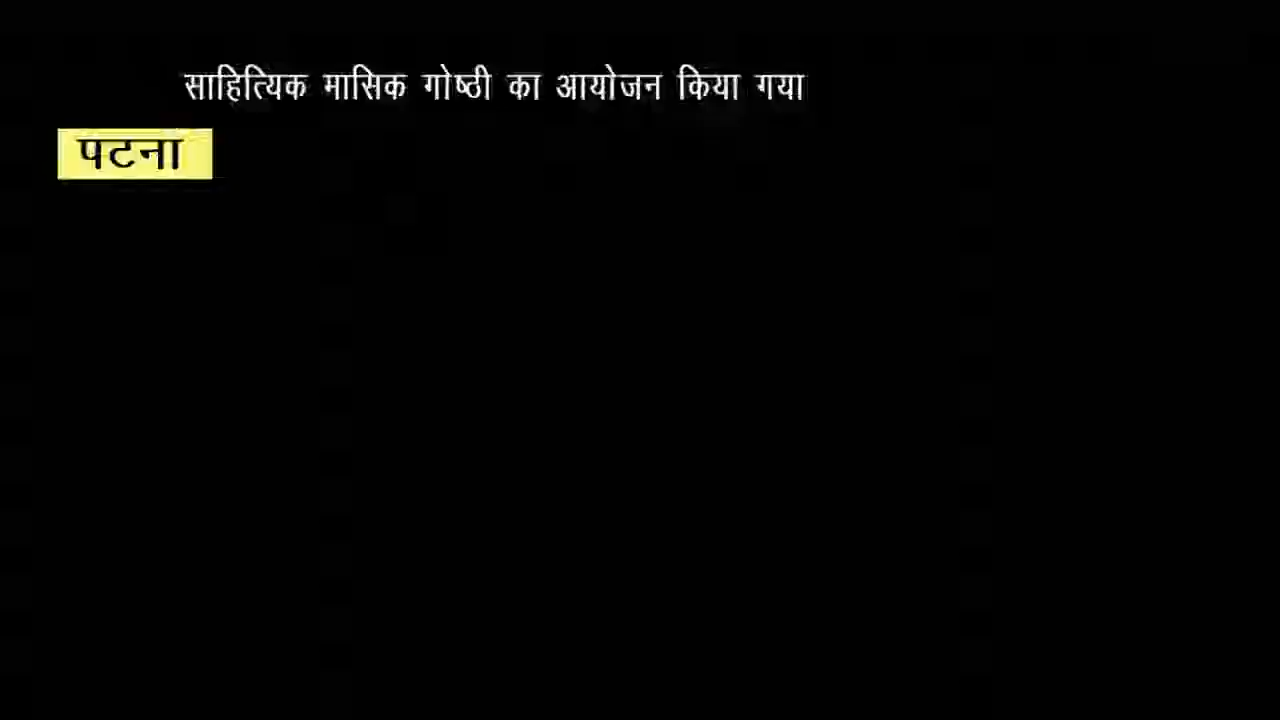 साहित्यिक मासिक गोष्ठी का आयोजन किया गया
पटना